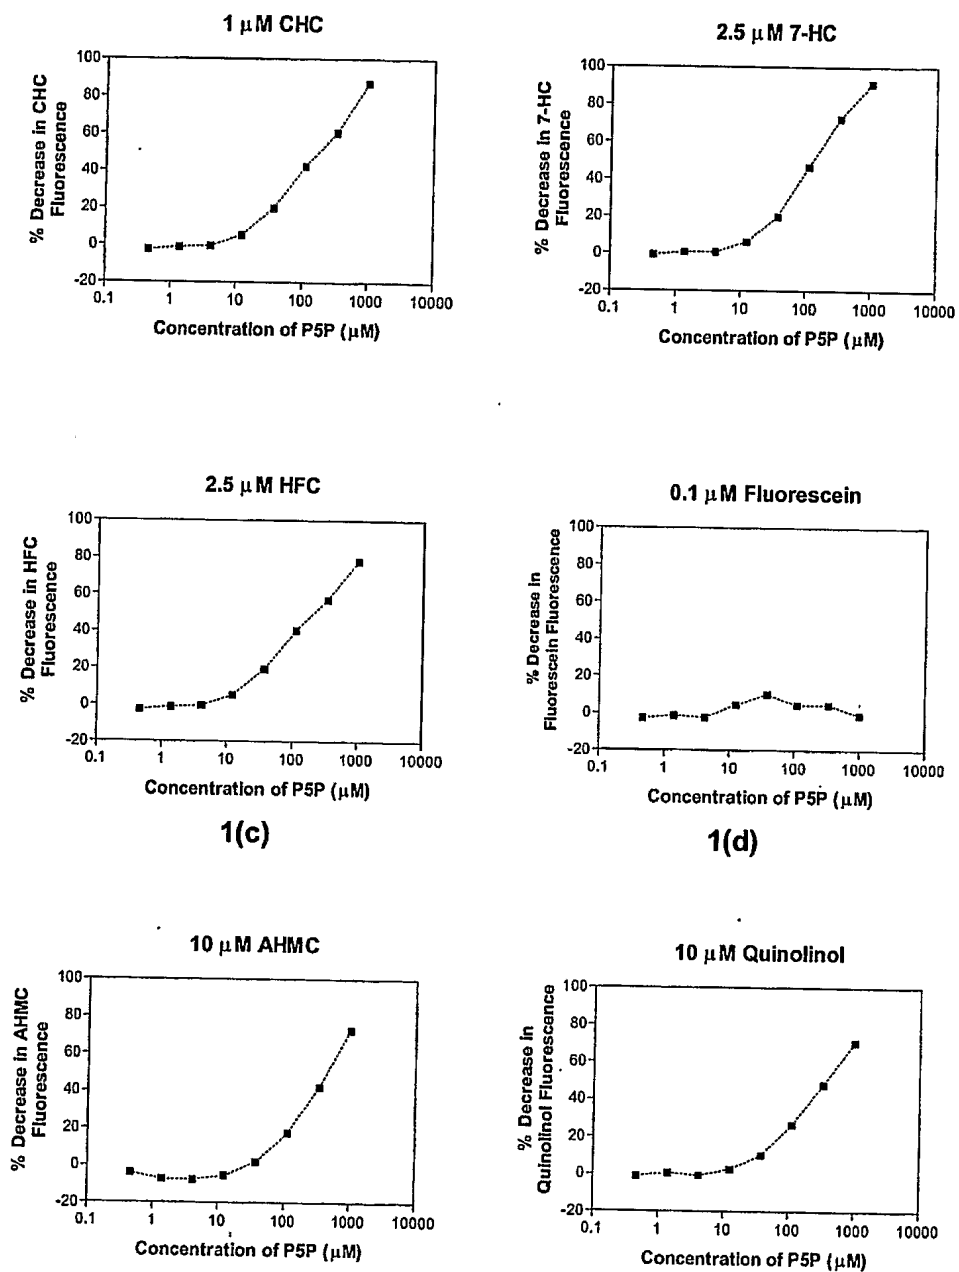 1 μM CHC
% Decrease in CHC
Fluorescence
100
80
60
40
20
0
-20
0.1 1 10 100 1000 10000
Concentration of P5P (μM)
2.5 μM 7-HC
% Decrease in 7-HC
Fluorescence
100
80
60
40
20
0
-20
0.1 1 10 100 1000 10000
Concentration of P5P (μM)
2.5 μM HFC
% Decrease in HFC
Fluorescence
100
80
60
40
20
0
-20
0.1 1 10 100 1000 10000
Concentration of P5P (μM)
1(c)
0.1 μM Fluorescein
% Decrease in
Fluorescein Fluorescence
100
80
60
40
20
0
-20
0.1 1 10 100 1000 10000
Concentration of P5P (μM)
1(d)
10 μM AHMC
% Decrease in AHMC
Fluorescence
100
80
60
40
20
0
-20
0.1 1 10 100 1000 10000
Concentration of P5P (μM)
10 μM Quinolinol
% Decrease in
Quinolinol Fluorescence
100
80
60
40
20
0
-20
0.1 1 10 100 1000 10000
Concentration of P5P (μM)